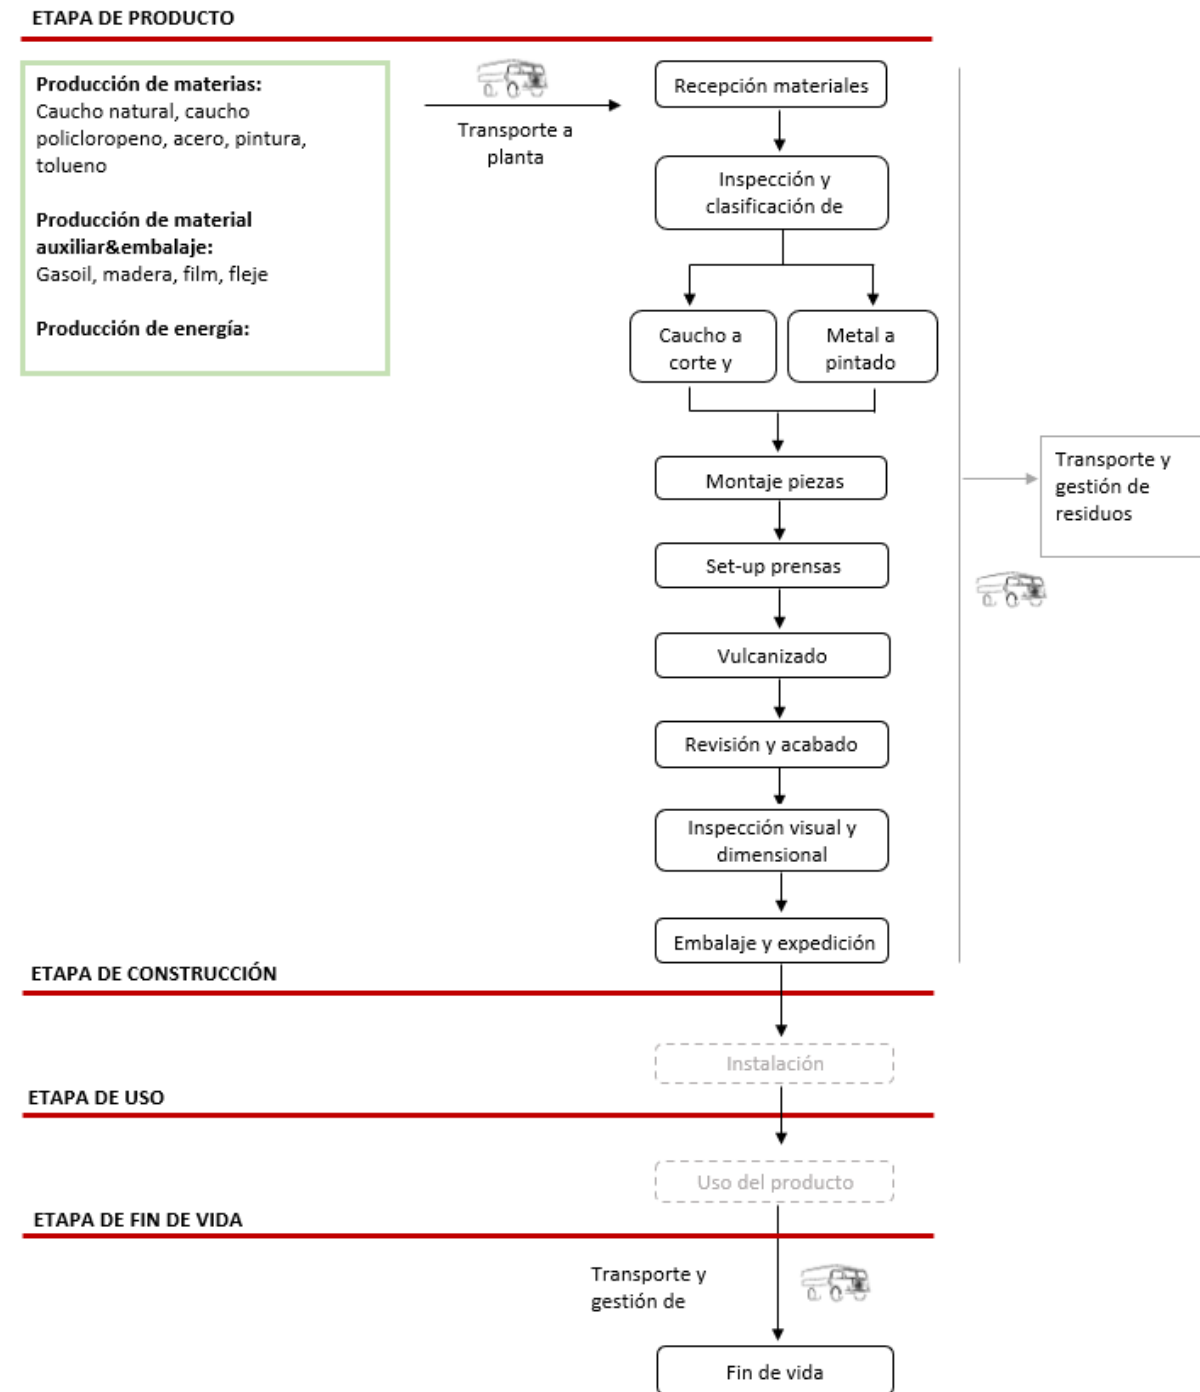 ETAPA DE PRODUCTO
Producción de materias:
Caucho natural, caucho
policloropeno, acero, pintura,
tolueno
Producción de material
auxiliar&embalaje:
Gasoil, madera, film, fleje
Producción de energía:
Transporte a
planta
Recepción materiales
Inspección y
clasificación de
Caucho a
corte y
Metal a
pintado
Montaje piezas
Set-up prensas
Vulcanizado
Revisión y acabado
Inspección visual y
dimensional
Embalaje y expedición
Transporte y
gestión de
residuos
ETAPA DE CONSTRUCCIÓN
Instalación
ETAPA DE USO
Uso del producto
ETAPA DE FIN DE VIDA
Transporte y
gestión de
Fin de vida